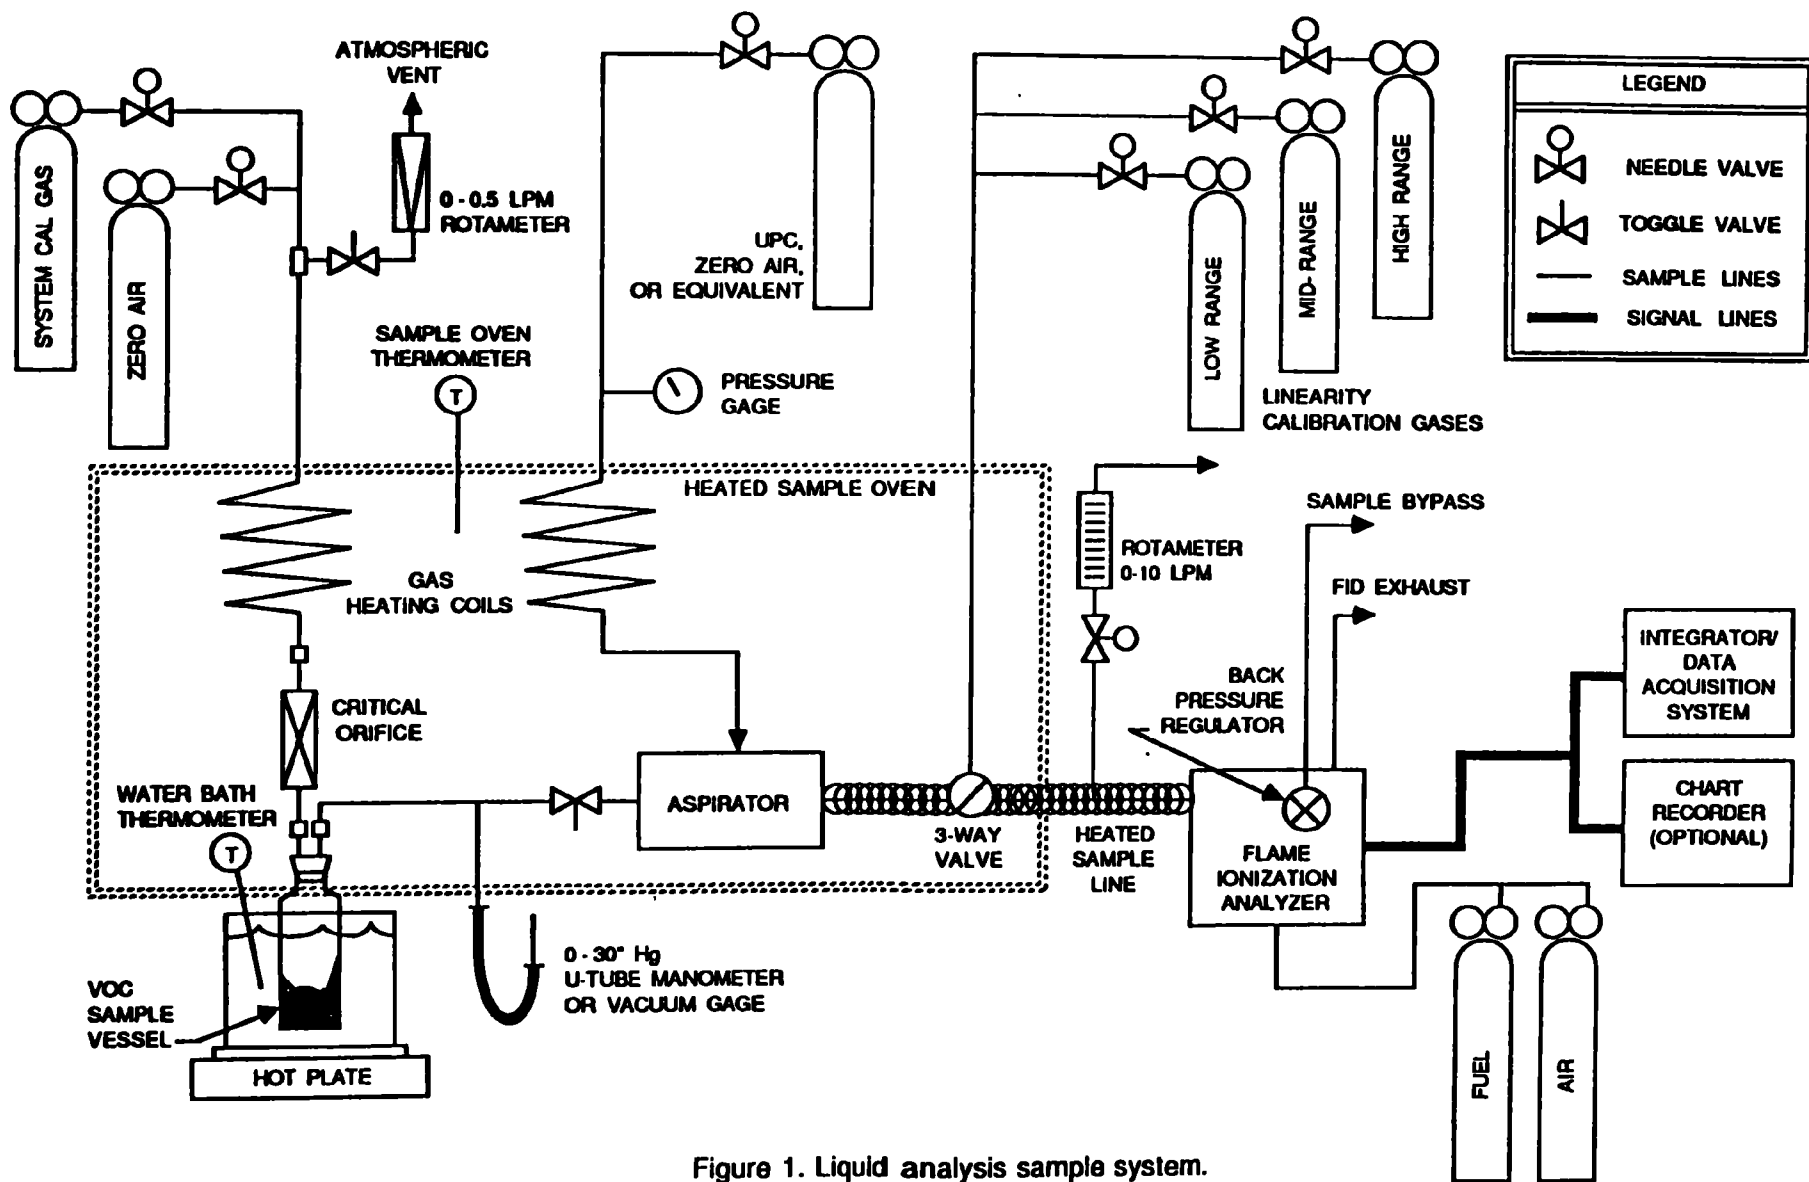 ATMOSPHERIC
VENT
SYSTEM CAL GAS
ZERO AIR
0 - 0.5 LPM
ROTAMETER
UPC,
ZERO AIR,
OR EQUIVALENT
SAMPLE OVEN
THERMOMETER
T
PRESSURE
GAGE
LOW RANGE
MID-RANGE
HIGH RANGE
LINEARITY
CALIBRATION GASES
LEGEND
NEEDLE VALVE
TOGGLE VALVE
SAMPLE LINES
SIGNAL LINES
HEATED SAMPLE OVEN
GAS
HEATING COILS
CRITICAL
ORIFICE
WATER BATH
THERMOMETER
T
ASPIRATOR
3-WAY
VALVE
HEATED
SAMPLE
LINE
ROTAMETER
0-10 LPM
SAMPLE BYPASS
FID EXHAUST
BACK
PRESSURE
REGULATOR
FLAME
IONIZATION
ANALYZER
INTEGRATOR/
DATA
ACQUISITION
SYSTEM
CHART
RECORDER
(OPTIONAL)
0 - 30" Hg
U-TUBE MANOMETER
OR VACUUM GAGE
VOC
SAMPLE
VESSEL
HOT PLATE
FUEL
AIR
Figure 1. Liquid analysis sample system.